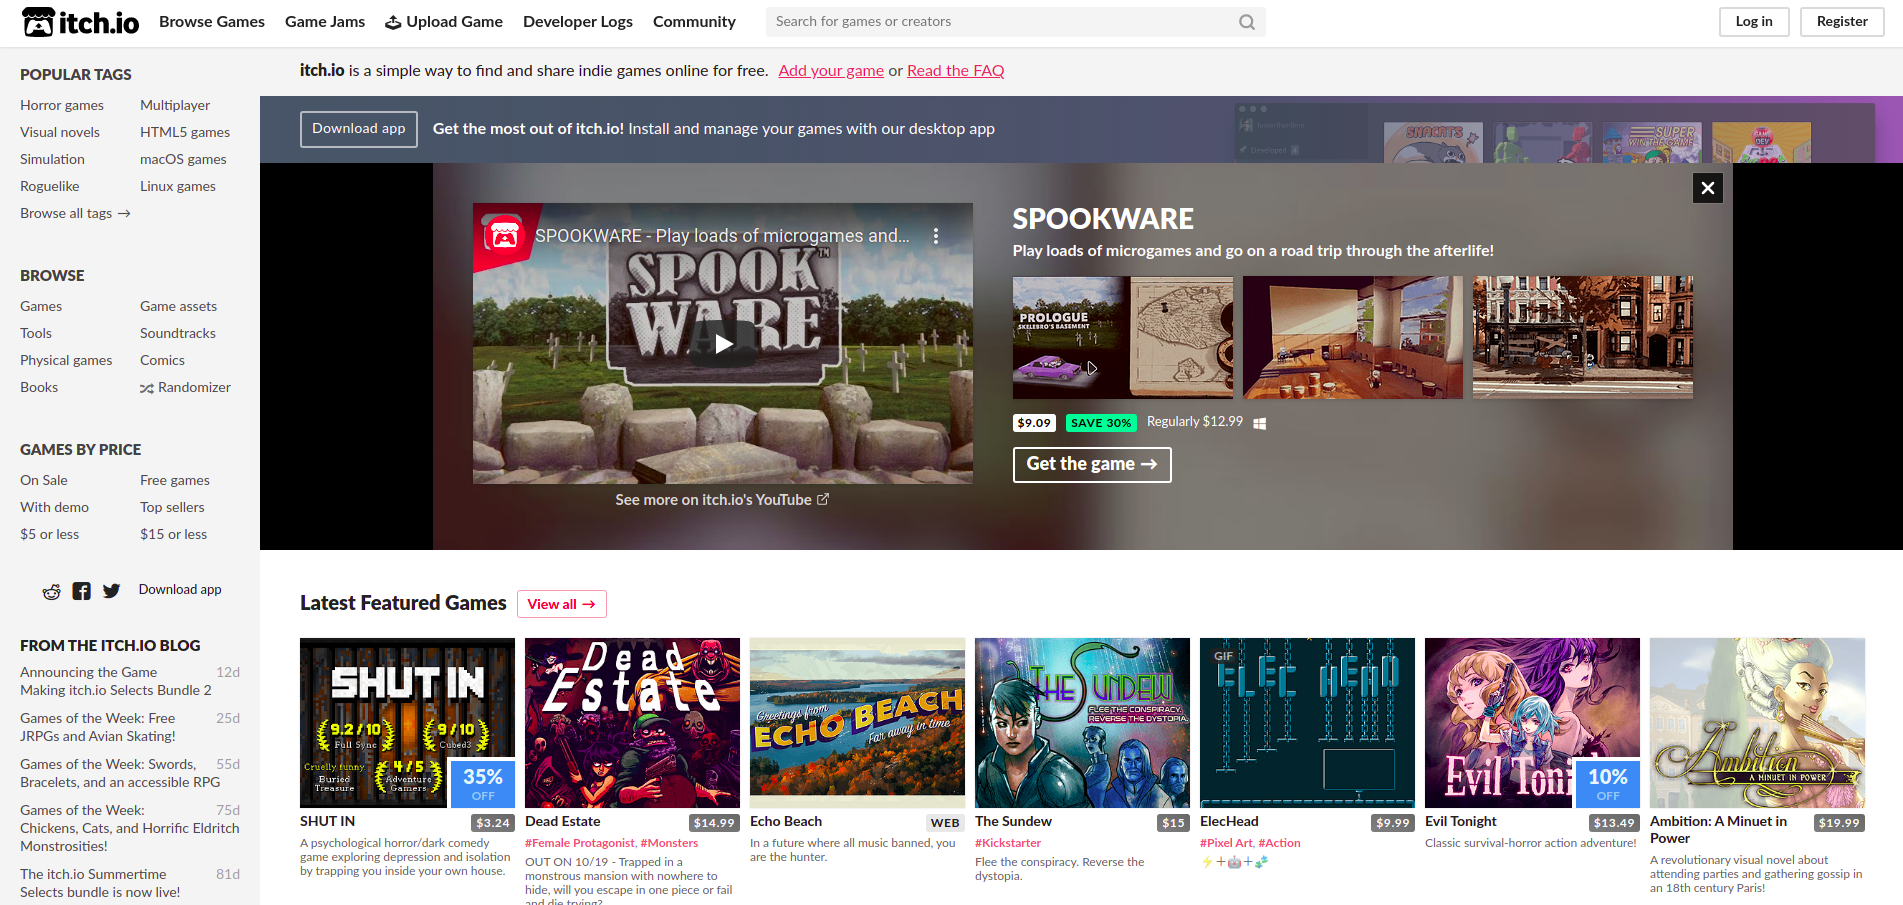 itch.io
Browse Games
Game Jams
Upload Game
Developer Logs
Community
Search for games or creators
Log in
Register
POPULAR TAGS
Horror games
Multiplayer
Visual novels
HTML5 games
Simulation
macOS games
Roguelike
Linux games
Browse all tags →
BROWSE
Games
Game assets
Tools
Soundtracks
Physical games
Comics
Books
Randomizer
GAMES BY PRICE
On Sale
Free games
With demo
Top sellers
$5 or less
$15 or less
Download app
FROM THE ITCH.IO BLOG
Announcing the Game 12d
Making itch.io Selects Bundle 2
Games of the Week: Free 25d
JRPGs and Avian Skating!
Games of the Week: Swords, 55d
Bracelets, and an accessible RPG
Games of the Week: 75d
Chickens, Cats, and Horrific Eldritch
Monstrosities!
The itch.io Summertime 81d
Selects bundle is now live!
itch.io is a simple way to find and share indie games online for free. Add your game or Read the FAQ
Download app
Get the most out of itch.io! Install and manage your games with our desktop app
Developed 4
SNACATS
SUPER
WIN THE GAME
GAME
DEV
SPOOKWARE - Play loads of microgames and...
SPOOK™
WARE
See more on itch.io's YouTube
SPOOKWARE
Play loads of microgames and go on a road trip through the afterlife!
PROLOGUE
SKELEBRO'S BASEMENT
$9.09
SAVE 30%
Regularly $12.99
Get the game →
Latest Featured Games
View all →
SHUT IN
9.2/10
Full Sync
9/10
Cubed3
Cruelly funny
Buried
Treasure
4/5
Adventure
Gamers
35%
OFF
SHUT IN
$3.24
A psychological horror/dark comedy
game exploring depression and isolation
by trapping you inside your own house.
Dead
Estate
Dead Estate
$14.99
#Female Protagonist, #Monsters
OUT ON 10/19 - Trapped in a
monstrous mansion with nowhere to
hide, will you escape in one piece or fail
and die trying?
Greetings from
ECHO BEACH
Far away in time
Echo Beach
WEB
In a future where all music banned, you
are the hunter.
THE SUNDEW
FLEE THE CONSPIRACY.
REVERSE THE DYSTOPIA.
The Sundew
$15
#Kickstarter
Flee the conspiracy. Reverse the
dystopia.
GIF
ELEC HEAD
ElecHead
$9.99
#Pixel Art, #Action
⚡+🤖+🧩
Evil Toni
10%
OFF
Evil Tonight
$13.49
Classic survival-horror action adventure!
Ambition
A MINUET IN POWER
Ambition: A Minuet in
Power
$19.99
A revolutionary visual novel about
attending parties and gathering gossip in
an 18th century Paris!